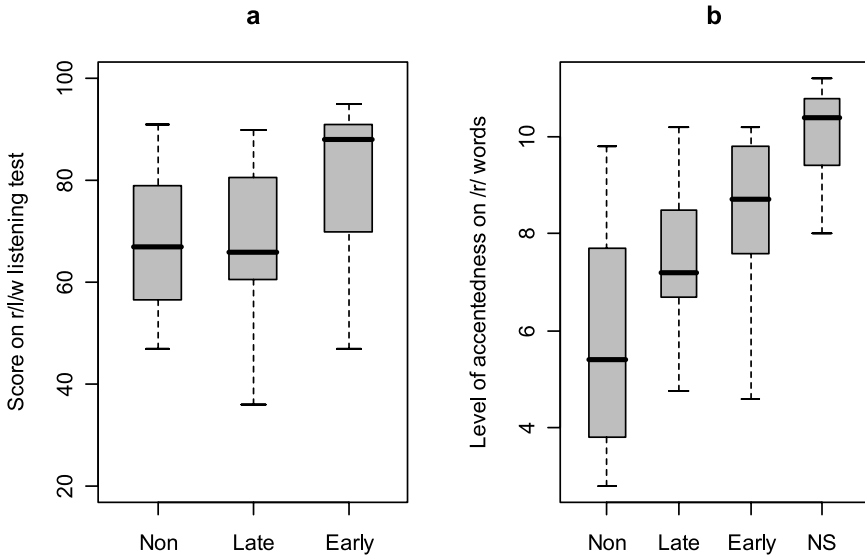 a
Score on r/l/w listening test
100
80
60
40
20
Non Late Early
b
Level of accentedness on /r/ words
10
8
6
4
Non Late Early NS